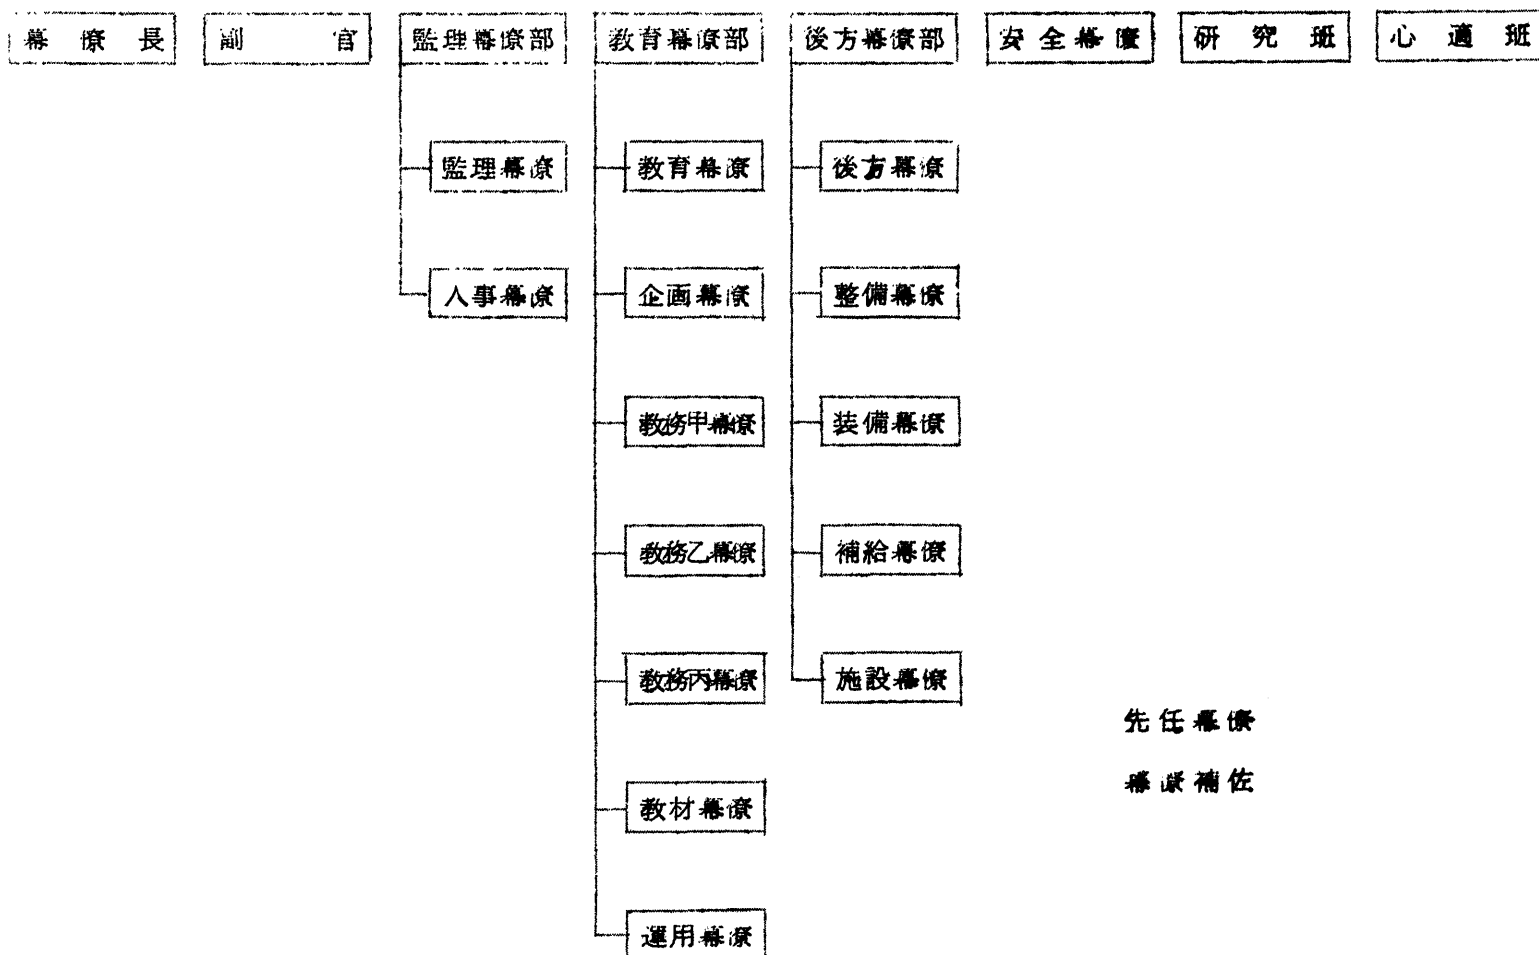 幕僚長
副官
監理幕僚部
教育幕僚部
後方幕僚部
安全幕僚
研究班
心適班
監理幕僚
人事幕僚
教育幕僚
企画幕僚
教務甲幕僚
教務乙幕僚
教務丙幕僚
教材幕僚
運用幕僚
後方幕僚
整備幕僚
装備幕僚
補給幕僚
施設幕僚
先任幕僚
幕僚補佐